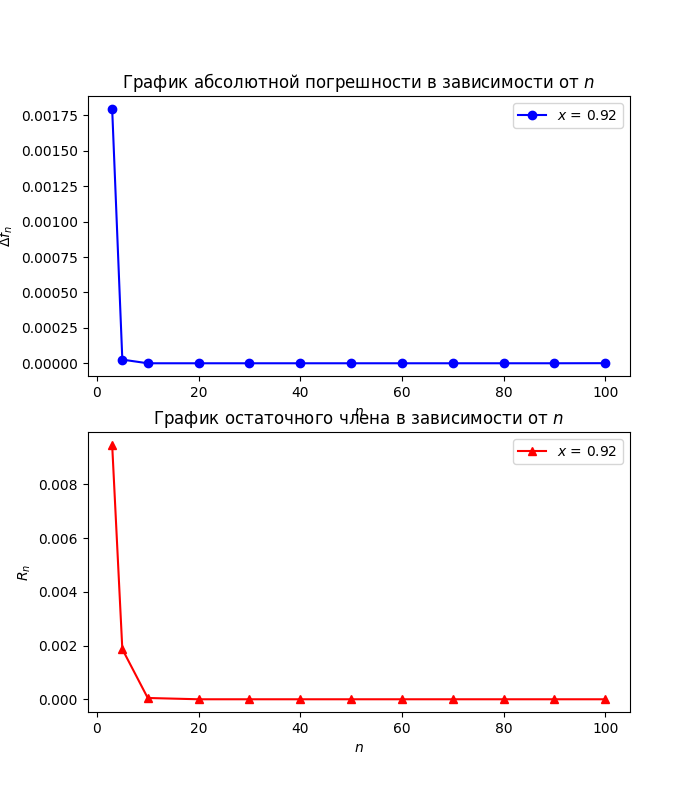 График абсолютной погрешности в зависимости от n
x = 0.92
0.00175
0.00150
0.00125
0.00100
0.00075
0.00050
0.00025
0.00000
Δfₙ
0 20 40 60 80 100
n
График остаточного члена в зависимости от n
x = 0.92
0.008
0.006
0.004
0.002
0.000
Rₙ
0 20 40 60 80 100
n